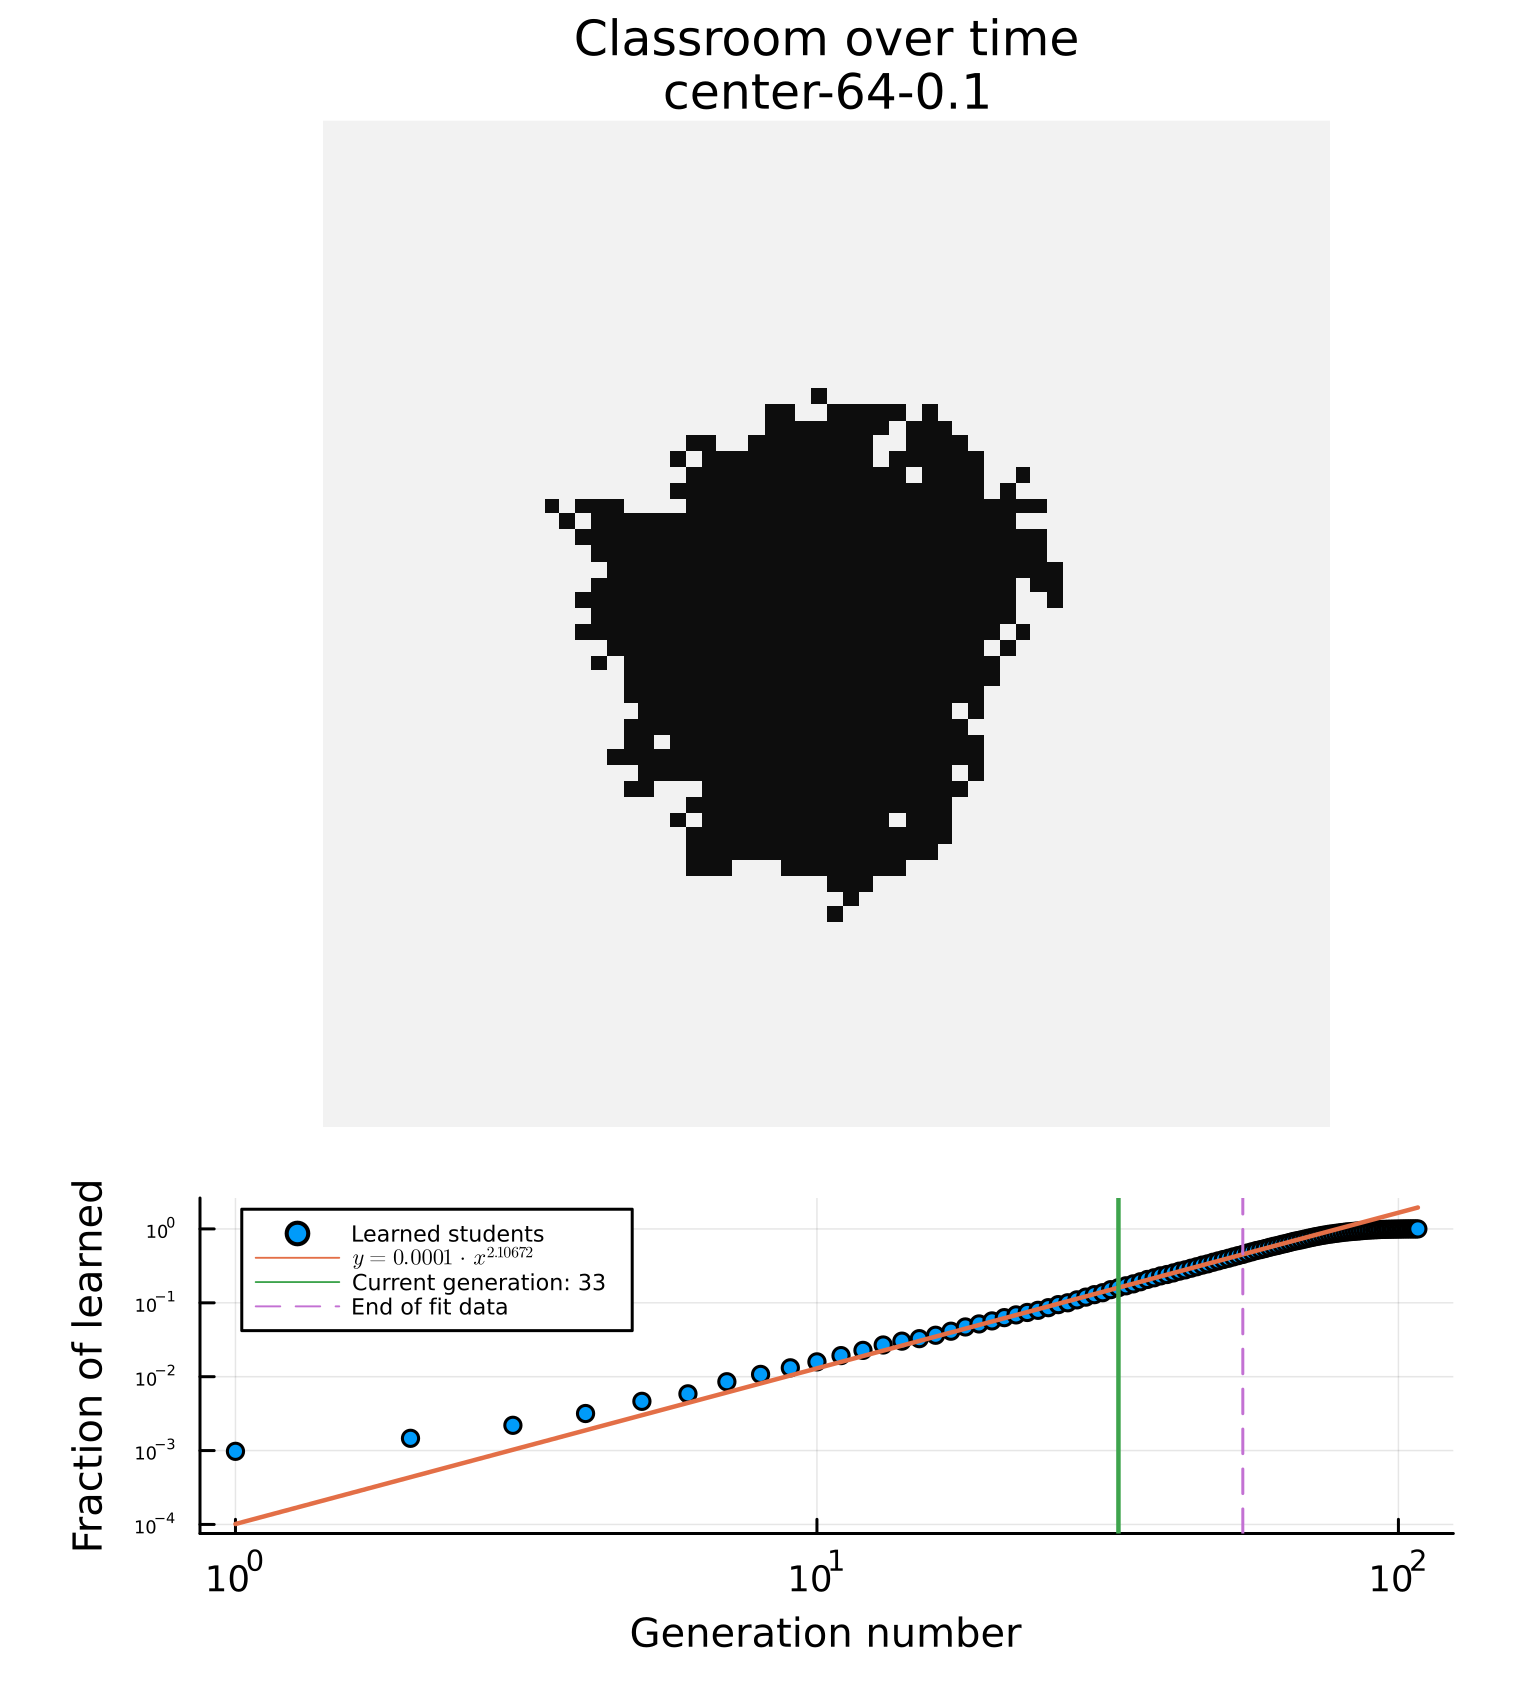 Classroom over time
center-64-0.1
Fraction of learned
10^0
10^-1
10^-2
10^-3
10^-4
Learned students
y = 0.0001 · x^2.10672
Current generation: 33
End of fit data
10^0 10^1 10^2
Generation number